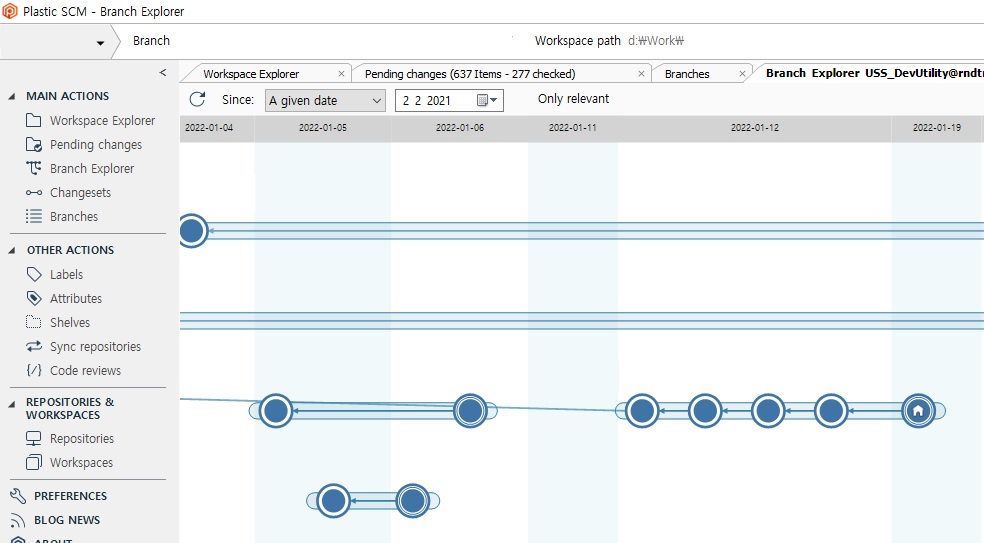 Plastic SCM - Branch Explorer
Branch
Workspace path d:₩Work₩
Workspace Explorer
Pending changes (637 Items - 277 checked)
Branches
Branch Explorer USS_DevUtility@rndtr
Since: A given date 2 2 2021 Only relevant
2022-01-04 2022-01-05 2022-01-06 2022-01-11 2022-01-12 2022-01-19
MAIN ACTIONS
Workspace Explorer
Pending changes
Branch Explorer
Changesets
Branches
OTHER ACTIONS
Labels
Attributes
Shelves
Sync repositories
Code reviews
REPOSITORIES &
WORKSPACES
Repositories
Workspaces
PREFERENCES
BLOG NEWS
ABOUT